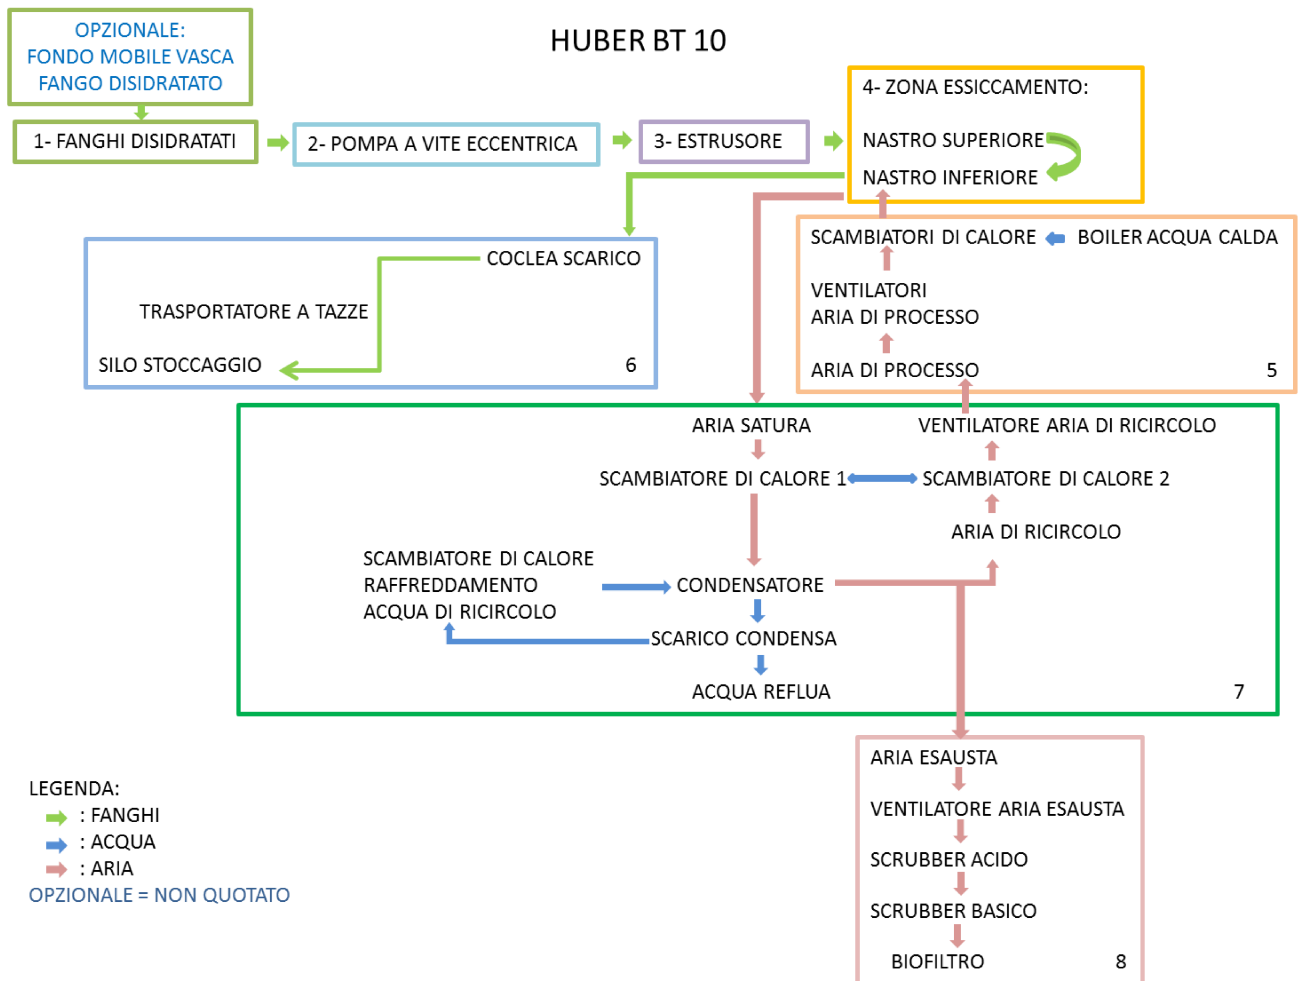 OPZIONALE:
FONDO MOBILE VASCA
FANGO DISIDRATATO
HUBER BT 10
1- FANGHI DISIDRATATI
2- POMPA A VITE ECCENTRICA
3- ESTRUSORE
4- ZONA ESSICCAMENTO:
NASTRO SUPERIORE
NASTRO INFERIORE
SCAMBIATORI DI CALORE
BOILER ACQUA CALDA
VENTILATORI
ARIA DI PROCESSO
ARIA DI PROCESSO
5
COCLEA SCARICO
TRASPORTATORE A TAZZE
SILO STOCCAGGIO
6
ARIA SATURA
VENTILATORE ARIA DI RICIRCOLO
SCAMBIATORE DI CALORE 1
SCAMBIATORE DI CALORE 2
ARIA DI RICIRCOLO
SCAMBIATORE DI CALORE
RAFFREDDAMENTO
ACQUA DI RICIRCOLO
CONDENSATORE
SCARICO CONDENSA
ACQUA REFLUA
7
ARIA ESAUSTA
VENTILATORE ARIA ESAUSTA
SCRUBBER ACIDO
SCRUBBER BASICO
BIOFILTRO
8
LEGENDA:
: FANGHI
: ACQUA
: ARIA
OPZIONALE = NON QUOTATO